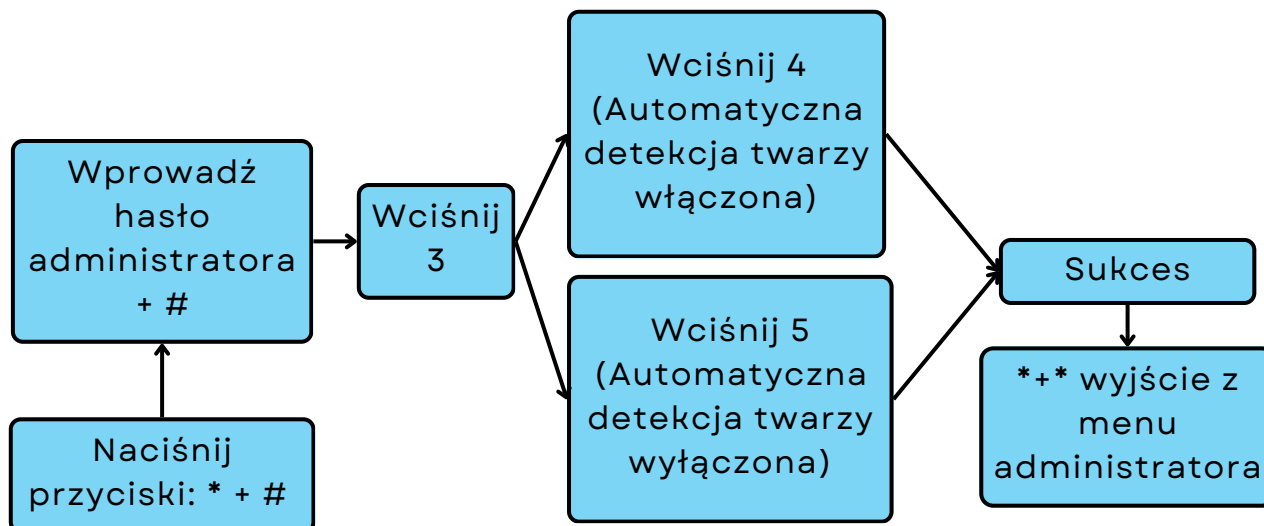 Naciśnij
przyciski: * + #
Wprowadź
hasło
administratora
+ #
Wciśnij
3
Wciśnij 4
(Automatyczna
detekcja twarzy
włączona)
Wciśnij 5
(Automatyczna
detekcja twarzy
wyłączona)
Sukces
*+* wyjście z
menu
administratora